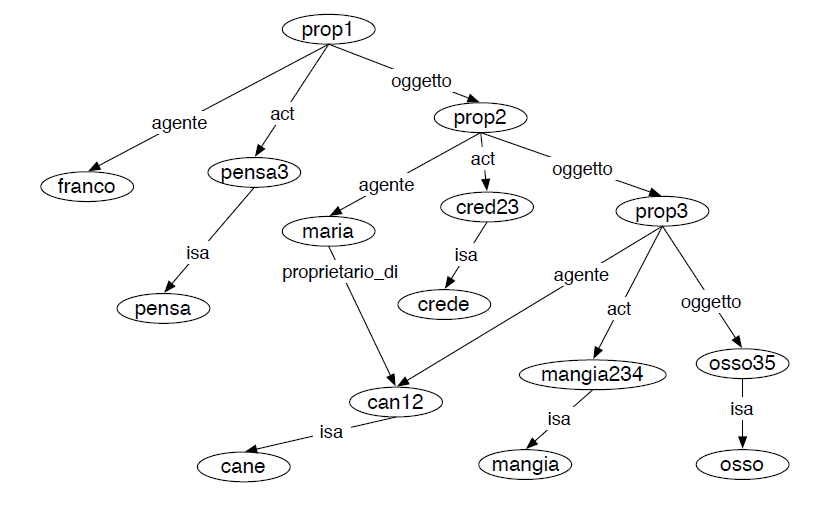 prop1
oggetto
act
agente
prop2
pensa3
franco
act
oggetto
agente
cred23
prop3
maria
isa
isa
proprietario_di
agente
pensa
crede
act
oggetto
osso35
mangia234
can12
isa
isa
isa
cane
mangia
osso